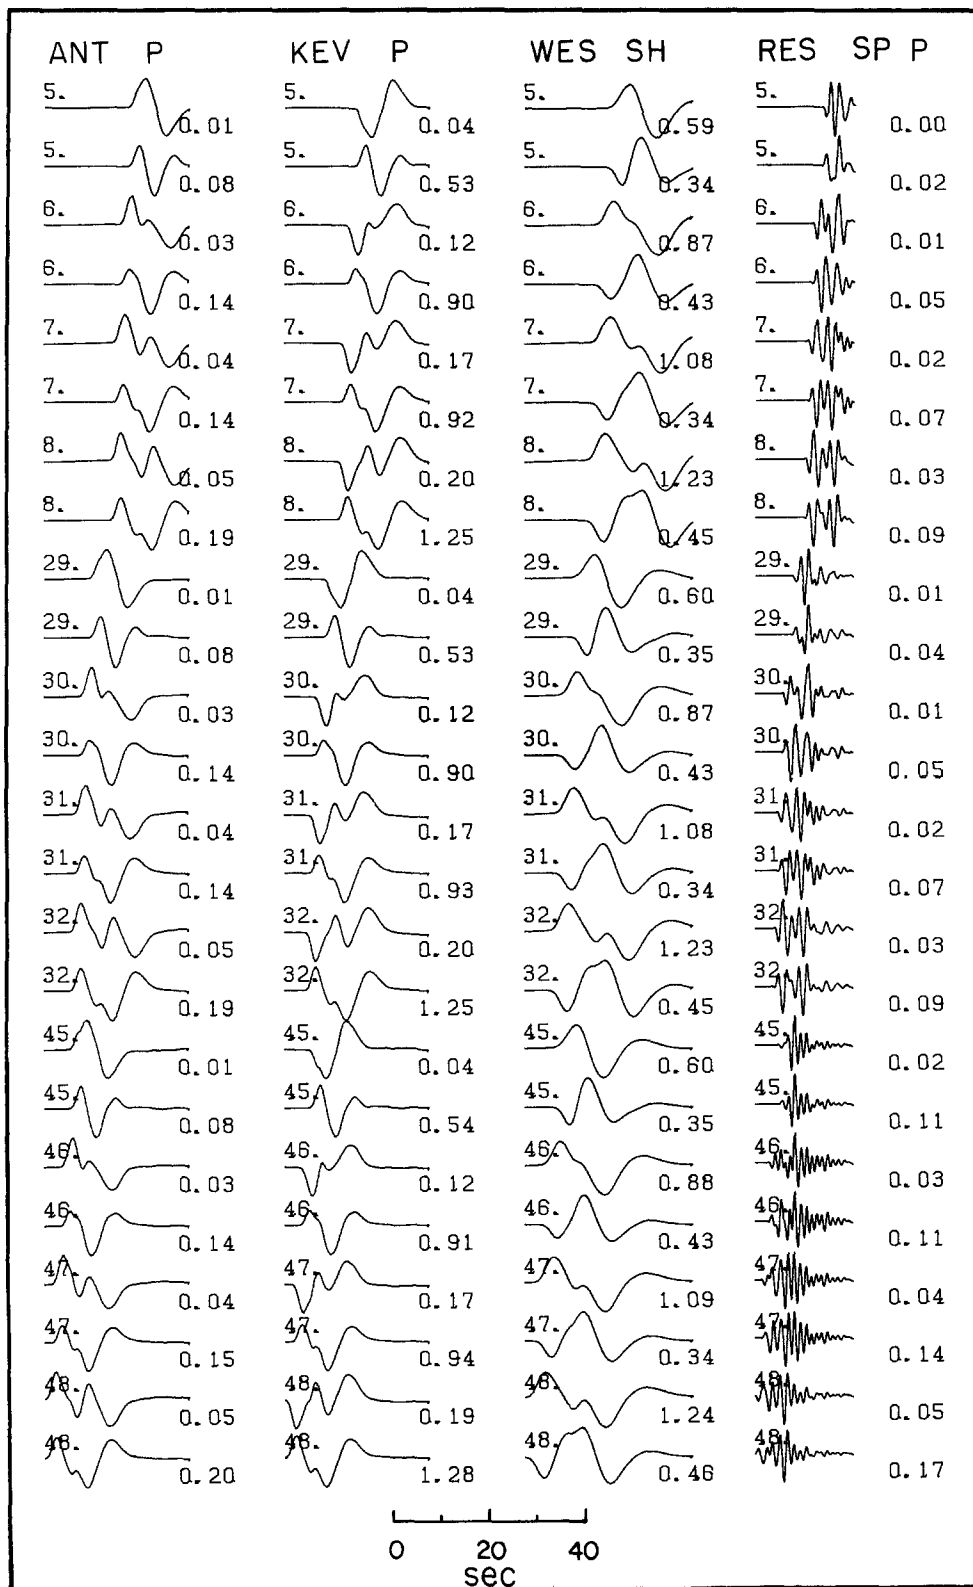 ANT P KEV P WES SH RES SP P
5. 5. 5. 5.
0.01 0.04 0.59 0.00
5. 5. 5. 5.
0.08 0.53 0.34 0.02
6. 6. 6. 6.
0.03 0.12 0.87 0.01
6. 6. 6. 6.
0.14 0.90 0.43 0.05
7. 7. 7. 7.
0.04 0.17 1.08 0.02
7. 7. 7. 7.
0.14 0.92 0.34 0.07
8. 8. 8. 8.
0.05 0.20 1.23 0.03
8. 8. 8. 8.
0.19 1.25 0.45 0.09
29. 29. 29. 29.
0.01 0.04 0.60 0.01
29. 29. 29. 29.
0.08 0.53 0.35 0.04
30. 30. 30. 30.
0.03 0.12 0.87 0.01
30. 30. 30. 30.
0.14 0.90 0.43 0.05
31. 31. 31. 31
0.04 0.17 1.08 0.02
31. 31. 31. 31.
0.14 0.93 0.34 0.07
32. 32. 32. 32
0.05 0.20 1.23 0.03
32. 32. 32. 32
0.19 1.25 0.45 0.09
45. 45. 45. 45.
0.01 0.04 0.60 0.02
45. 45. 45. 45.
0.08 0.54 0.35 0.11
46. 46. 46. 46.
0.03 0.12 0.88 0.03
46. 46. 46. 46.
0.14 0.91 0.43 0.11
47. 47. 47. 47.
0.04 0.17 1.09 0.04
47. 47. 47. 47.
0.15 0.94 0.34 0.14
48. 48. 48. 48.
0.05 0.19 1.24 0.05
48. 48. 48. 48.
0.20 1.28 0.46 0.17
0 20 40
sec